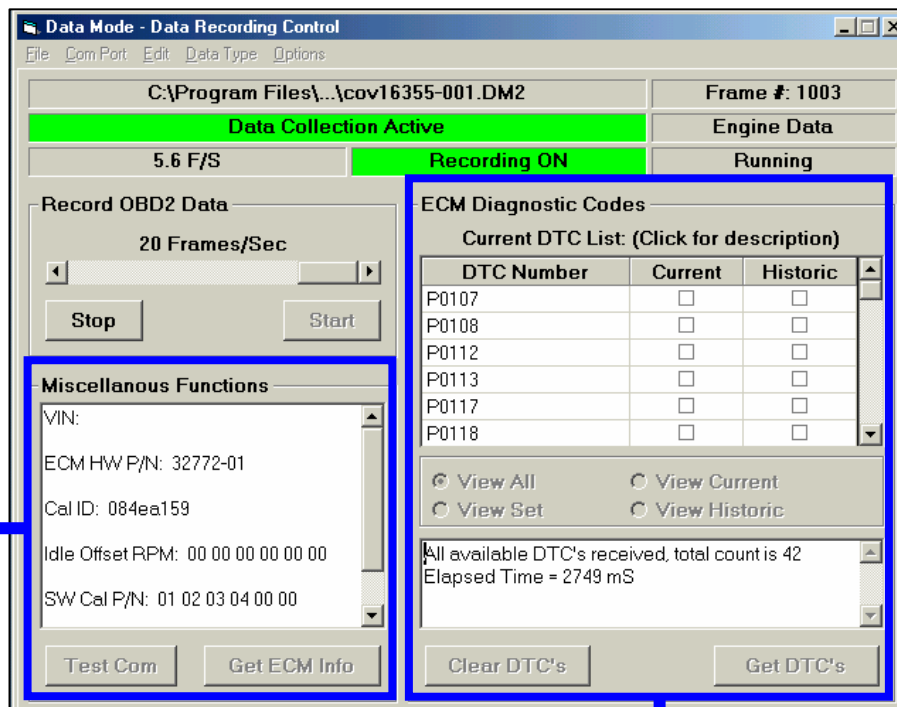 Data Mode - Data Recording Control
File Com Port Edit Data Type Options
C:\Program Files\...\cov16355-001.DM2
Frame #: 1003
Data Collection Active
Engine Data
5.6 F/S
Recording ON
Running
Record OBD2 Data
20 Frames/Sec
Stop
Start
Miscellanous Functions
VIN:
ECM HW P/N: 32772-01
Cal ID: 084ea159
Idle Offset RPM: 00 00 00 00 00 00
SW Cal P/N: 01 02 03 04 00 00
Test Com
Get ECM Info
ECM Diagnostic Codes
Current DTC List: (Click for description)
DTC Number Current Historic
P0107
P0108
P0112
P0113
P0117
P0118
View All View Current
View Set View Historic
All available DTC's received, total count is 42
Elapsed Time = 2749 mS
Clear DTC's
Get DTC's